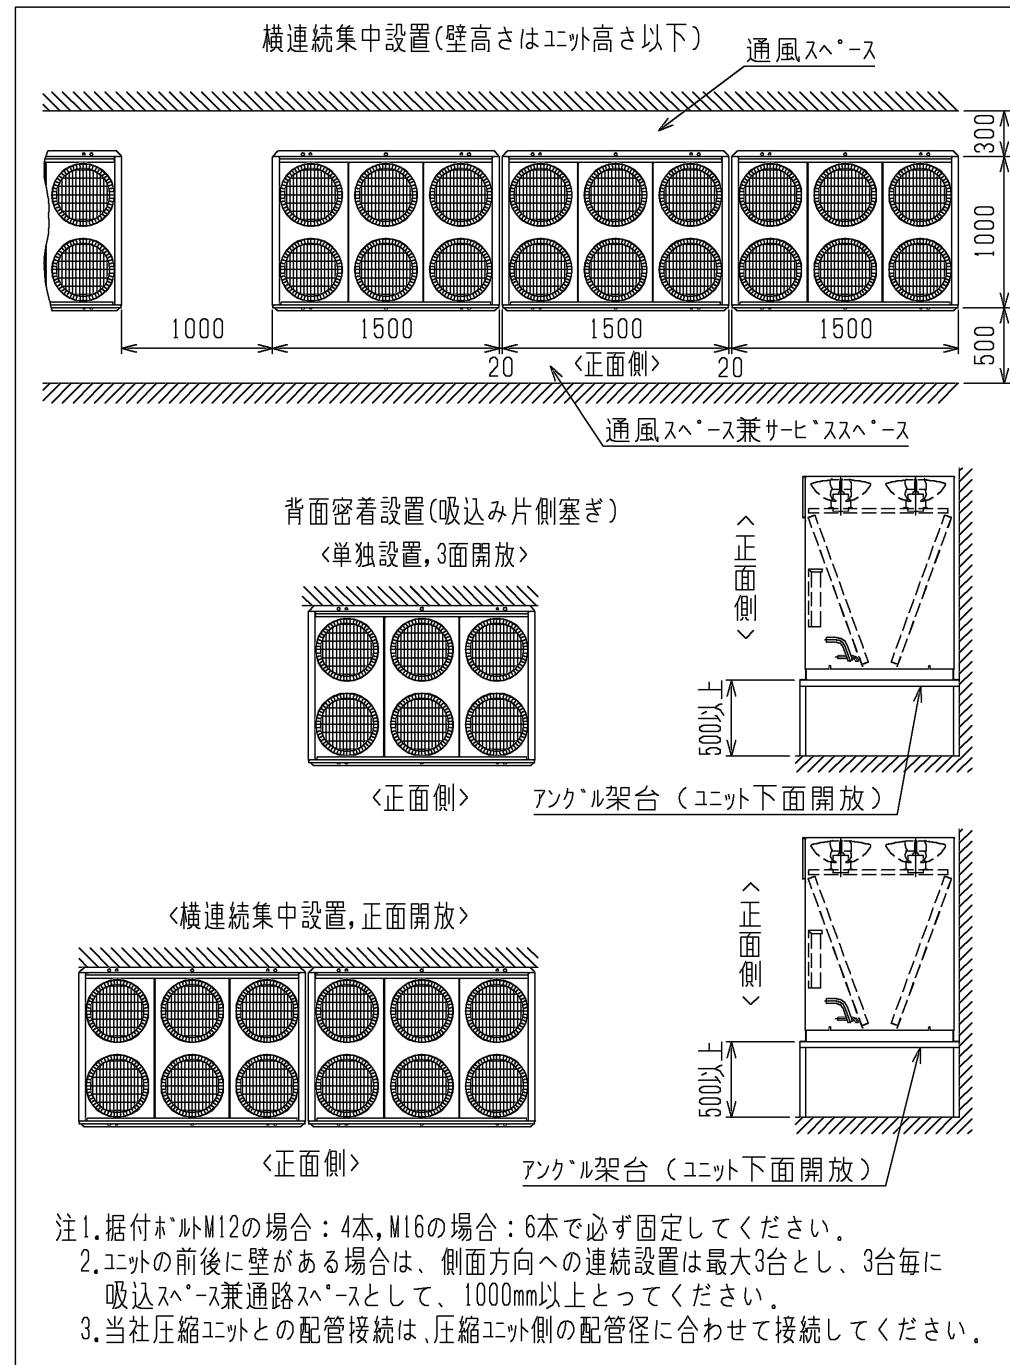 横連続集中設置(壁高さはﾕﾆｯﾄ高さ以下)
通風ｽﾍﾟｰｽ
300
1000
500
1000
1500
1500
1500
20
<正面側>
20
通風ｽﾍﾟｰｽ兼ｻｰﾋﾞｽｽﾍﾟｰｽ
背面密着設置(吸込み片側塞ぎ)
<単独設置,3面開放>
<正面側>
<正面側>
500以上
ｱﾝｸﾞﾙ架台 (ﾕﾆｯﾄ下面開放)
<横連続集中設置,正面開放>
<正面側>
<正面側>
500以上
ｱﾝｸﾞﾙ架台 (ﾕﾆｯﾄ下面開放)
注1.据付ﾎﾞﾙﾄM12の場合：4本,M16の場合：6本で必ず固定してください。
2.ﾕﾆｯﾄの前後に壁がある場合は、側面方向への連続設置は最大3台とし、3台毎に
吸込ｽﾍﾟｰｽ兼通路ｽﾍﾟｰｽとして、1000mm以上とってください。
3.当社圧縮ﾕﾆｯﾄとの配管接続は､圧縮ﾕﾆｯﾄ側の配管径に合わせて接続してください。